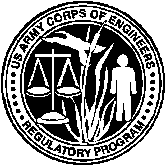 US ARMY CORPS OF ENGINEERS
REGULATORY PROGRAM